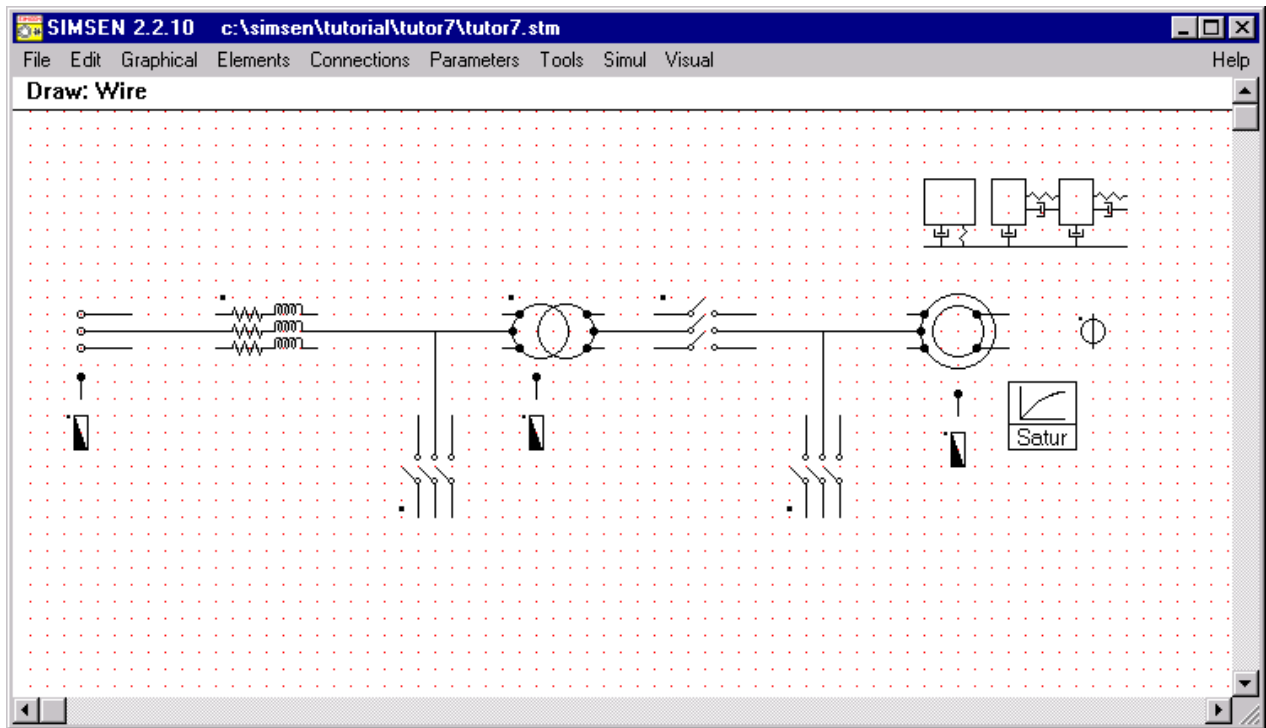 SIMSEN 2.2.10 c:\simsen\tutorial\tutor7\tutor7.stm
File Edit Graphical Elements Connections Parameters Tools Simul Visual Help
Draw: Wire
Satur